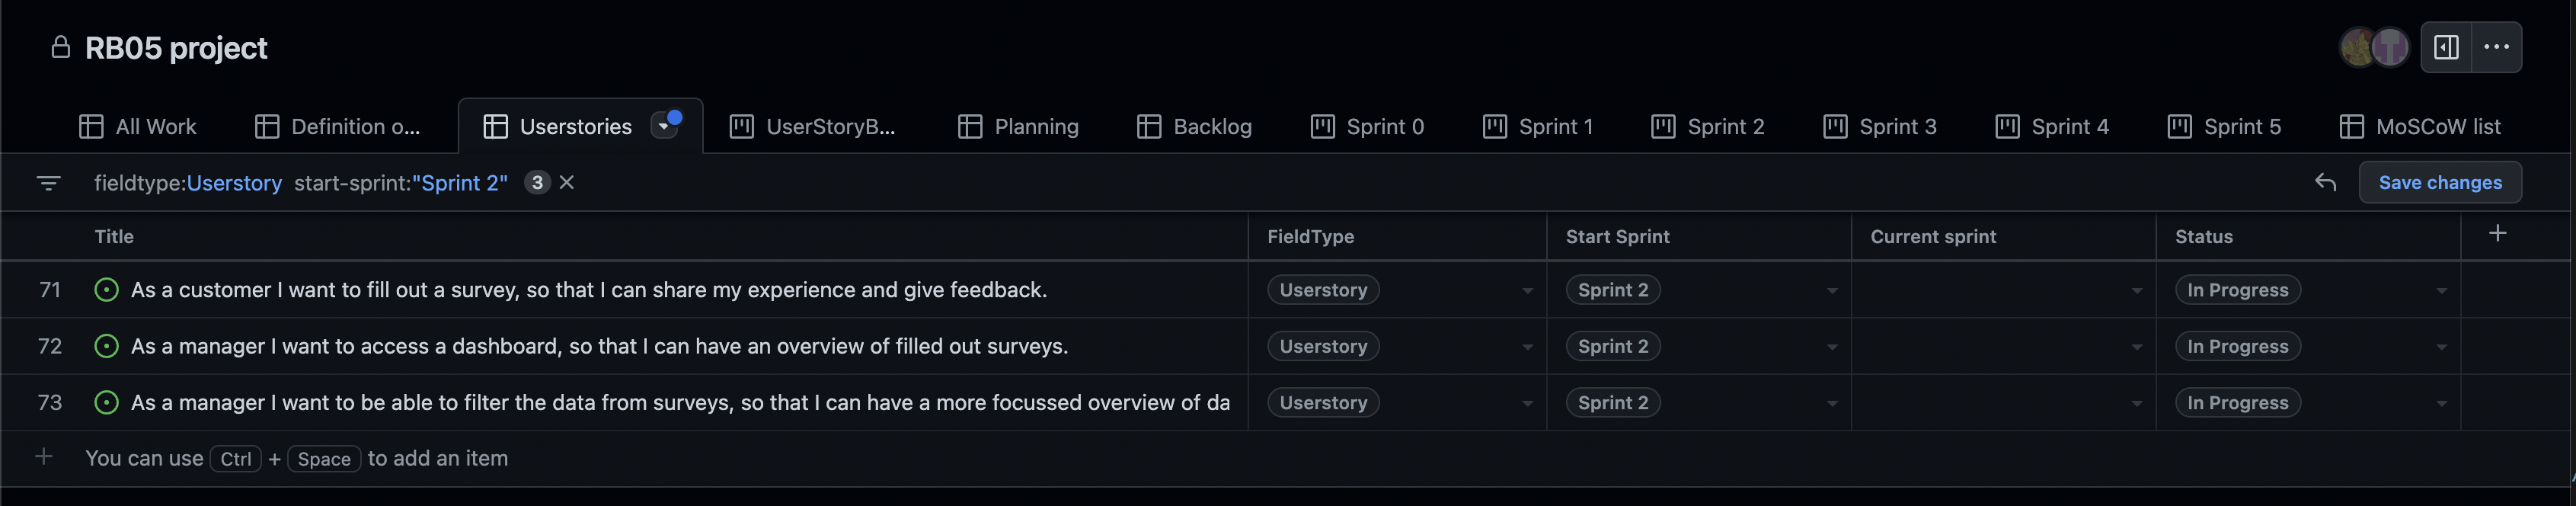 RB05 project
All Work Definition o... Userstories UserStoryB... Planning Backlog Sprint 0 Sprint 1 Sprint 2 Sprint 3 Sprint 4 Sprint 5 MoSCoW list
fieldtype:Userstory start-sprint:"Sprint 2" 3 Save changes
Title FieldType Start Sprint Current sprint Status
71 As a customer I want to fill out a survey, so that I can share my experience and give feedback. Userstory Sprint 2 In Progress
72 As a manager I want to access a dashboard, so that I can have an overview of filled out surveys. Userstory Sprint 2 In Progress
73 As a manager I want to be able to filter the data from surveys, so that I can have a more focussed overview of da Userstory Sprint 2 In Progress
You can use Ctrl + Space to add an item